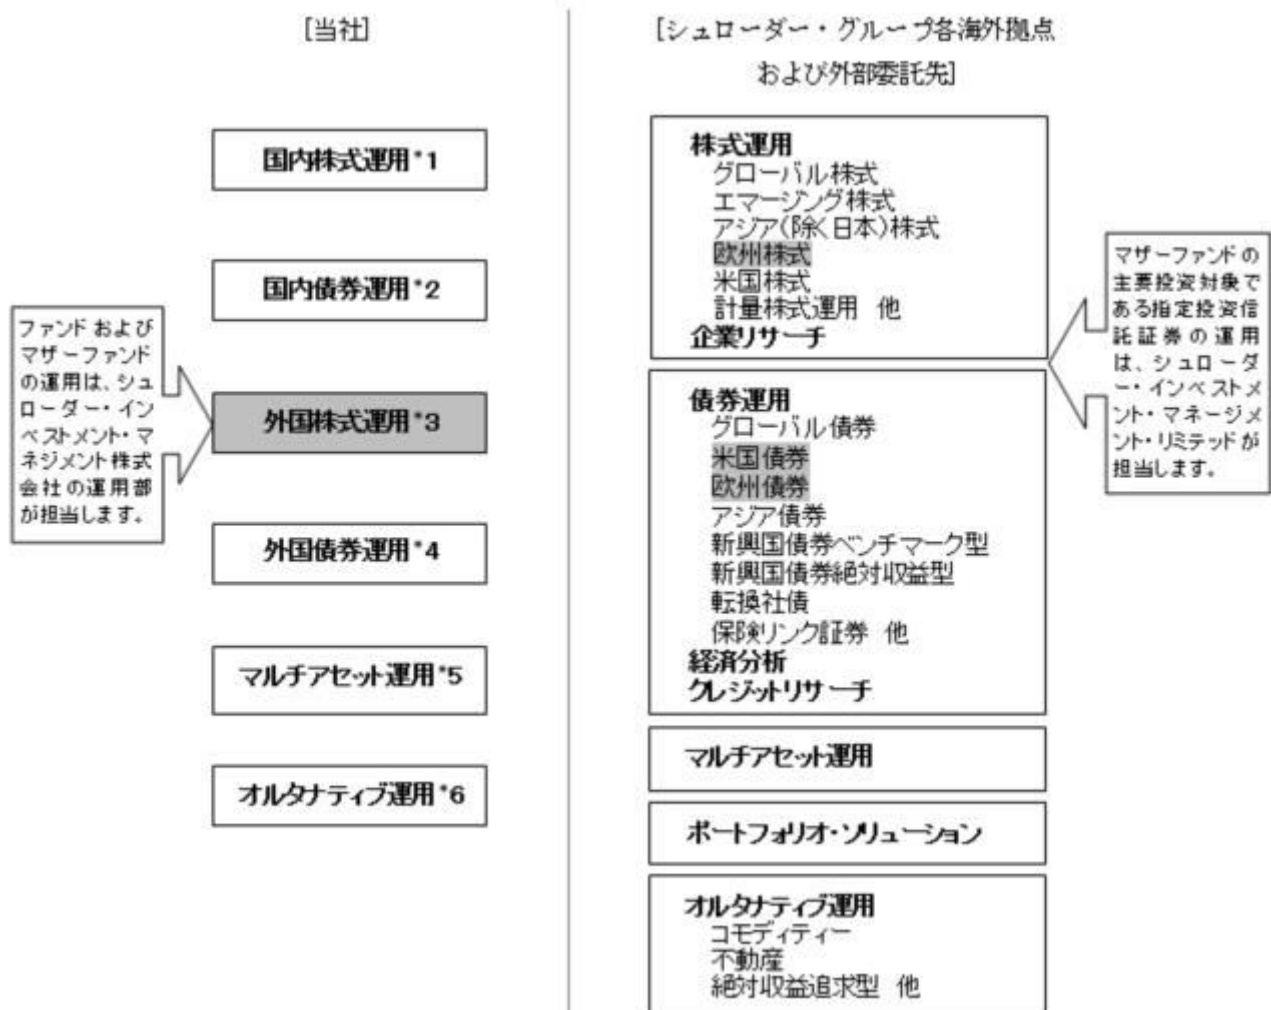 [当社]
国内株式運用*1
国内債券運用*2
ファンドおよび
マザーファンド
の運用は、シュ
ローダー・イン
ベストメント・マ
ネジメント株式
会社の運用部
が担当します。
外国株式運用*3
外国債券運用*4
マルチアセット運用*5
オルタナティブ運用*6
[シュローダー・グループ各海外拠点
および外部委託先]
株式運用
グローバル株式
エマージング株式
アジア(除く日本)株式
欧州株式
米国株式
計量株式運用 他
企業リサーチ
マザーファンドの
主要投資対象で
ある指定投資信
託証券の運用
は、シュローダ
ー・インベストメ
ント・マネージメ
ント・リミテッドが
担当します。
債券運用
グローバル債券
米国債券
欧州債券
アジア債券
新興国債券ベンチマーク型
新興国債券絶対収益型
転換社債
保険リンク証券 他
経済分析
クレジットリサーチ
マルチアセット運用
ポートフォリオ・ソリューション
オルタナティブ運用
コモディティー
不動産
絶対収益追求型 他